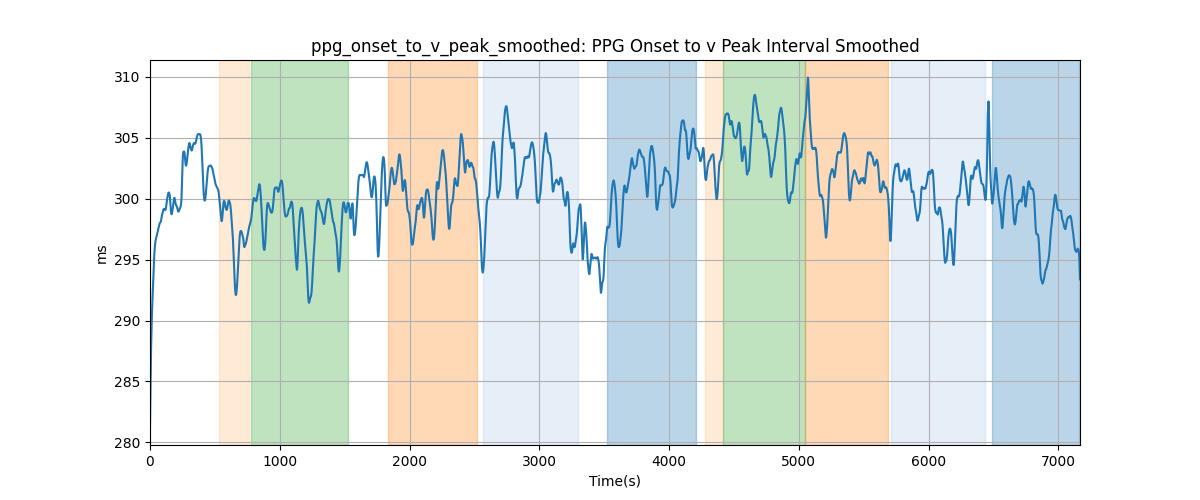 ppg_onset_to_v_peak_smoothed: PPG Onset to v Peak Interval Smoothed
310
305
300
295
290
285
280
ms
0 1000 2000 3000 4000 5000 6000 7000
Time(s)